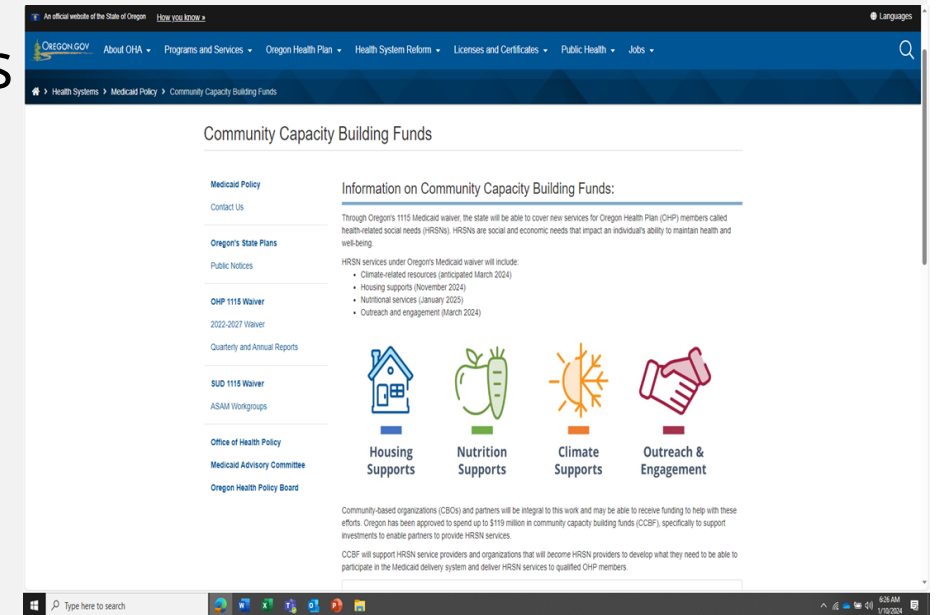 s
An official website of the State of Oregon How you know »
Languages
OREGON.GOV About OHA Programs and Services Oregon Health Plan Health System Reform Licenses and Certificates Public Health Jobs
Health Systems > Medicaid Policy > Community Capacity Building Funds
Community Capacity Building Funds
Medicaid Policy
Contact Us
Oregon's State Plans
Public Notices
OHP 1115 Waiver
2022-2027 Waiver
Quarterly and Annual Reports
SUD 1115 Waiver
ASAM Workgroups
Office of Health Policy
Medicaid Advisory Committee
Oregon Health Policy Board
Information on Community Capacity Building Funds:
Through Oregon's 1115 Medicaid waiver, the state will be able to cover new services for Oregon Health Plan (OHP) members called
health-related social needs (HRSNs). HRSNs are social and economic needs that impact an individual's ability to maintain health and
well-being.
HRSN services under Oregon's Medicaid waiver will include:
• Climate-related resources (anticipated March 2024)
• Housing supports (November 2024)
• Nutritional services (January 2025)
• Outreach and engagement (March 2024)
Housing
Supports
Nutrition
Supports
Climate
Supports
Outreach &
Engagement
Community-based organizations (CBOs) and partners will be integral to this work and may be able to receive funding to help with these
efforts. Oregon has been approved to spend up to $119 million in community capacity building funds (CCBF), specifically to support
investments to enable partners to provide HRSN services.
CCBF will support HRSN service providers and organizations that will become HRSN providers to develop what they need to be able to
participate in the Medicaid delivery system and deliver HRSN services to qualified OHP members.
Type here to search
6:26 AM
1/10/2024